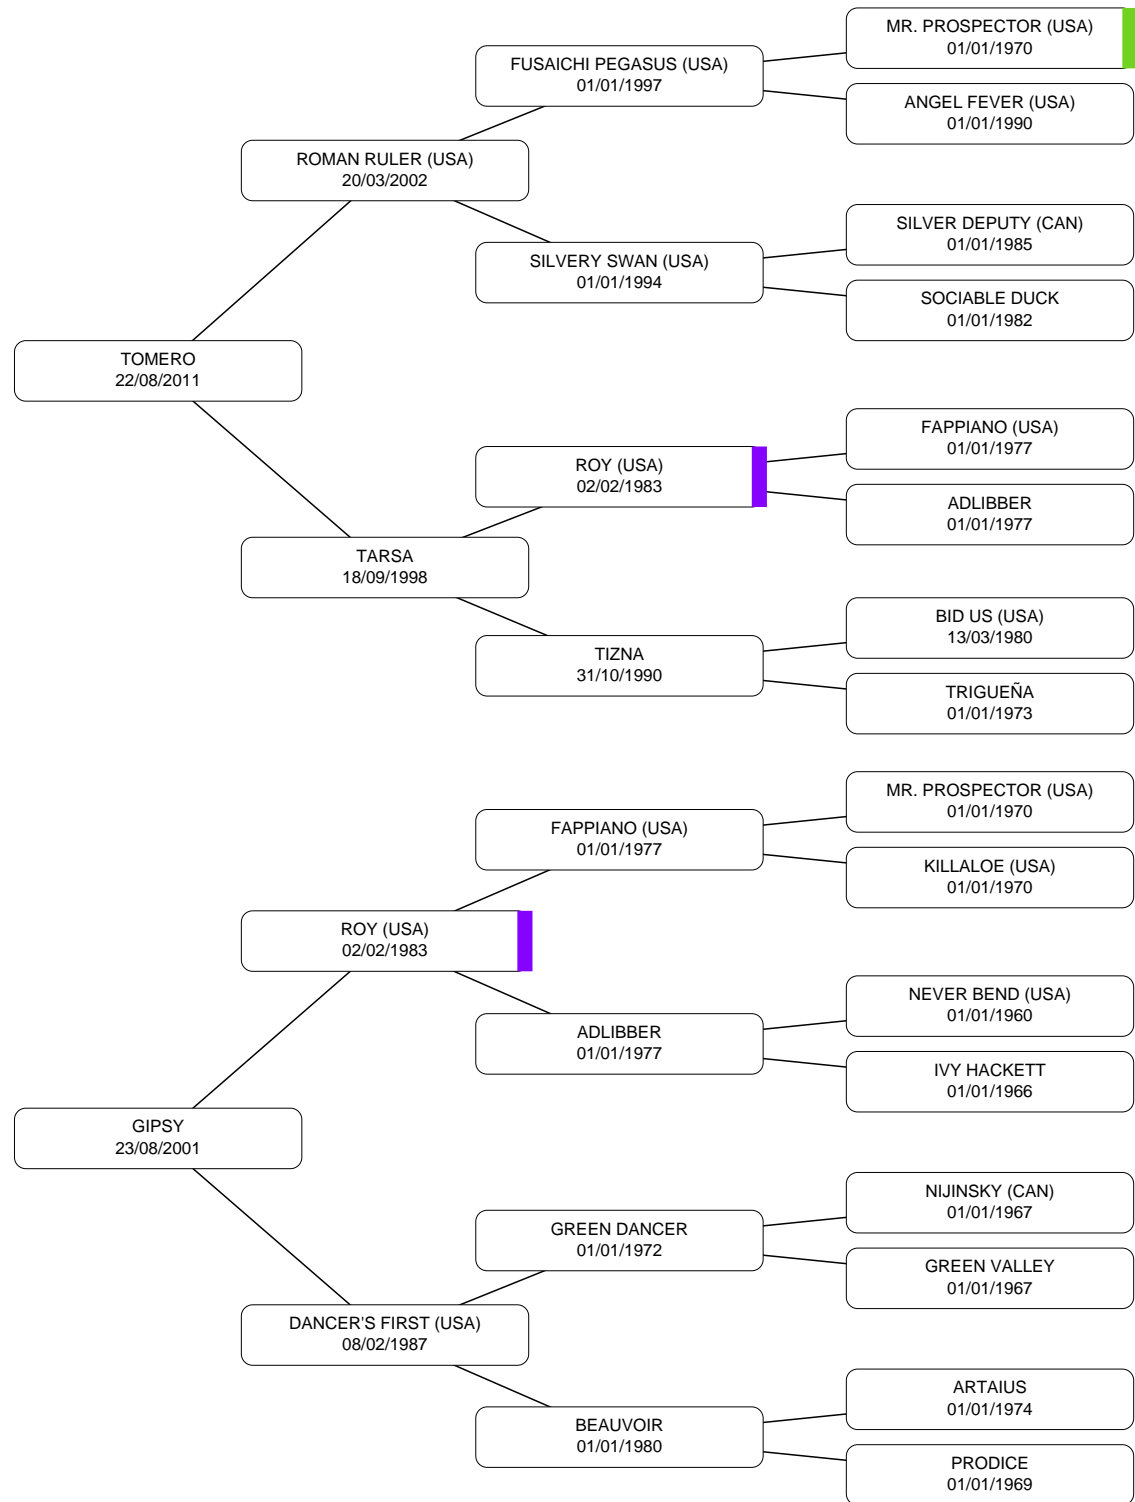 MR. PROSPECTOR (USA)
01/01/1970
FUSAICHI PEGASUS (USA)
01/01/1997
ANGEL FEVER (USA)
01/01/1990
ROMAN RULER (USA)
20/03/2002
SILVER DEPUTY (CAN)
01/01/1985
SILVERY SWAN (USA)
01/01/1994
SOCIABLE DUCK
01/01/1982
TOMERO
22/08/2011
FAPPIANO (USA)
01/01/1977
ROY (USA)
02/02/1983
ADLIBBER
01/01/1977
TARSA
18/09/1998
BID US (USA)
13/03/1980
TIZNA
31/10/1990
TRIGUEÑA
01/01/1973
MR. PROSPECTOR (USA)
01/01/1970
FAPPIANO (USA)
01/01/1977
KILLALOE (USA)
01/01/1970
ROY (USA)
02/02/1983
NEVER BEND (USA)
01/01/1960
ADLIBBER
01/01/1977
IVY HACKETT
01/01/1966
GIPSY
23/08/2001
NIJINSKY (CAN)
01/01/1967
GREEN DANCER
01/01/1972
GREEN VALLEY
01/01/1967
DANCER'S FIRST (USA)
08/02/1987
ARTAIUS
01/01/1974
BEAUVOIR
01/01/1980
PRODICE
01/01/1969